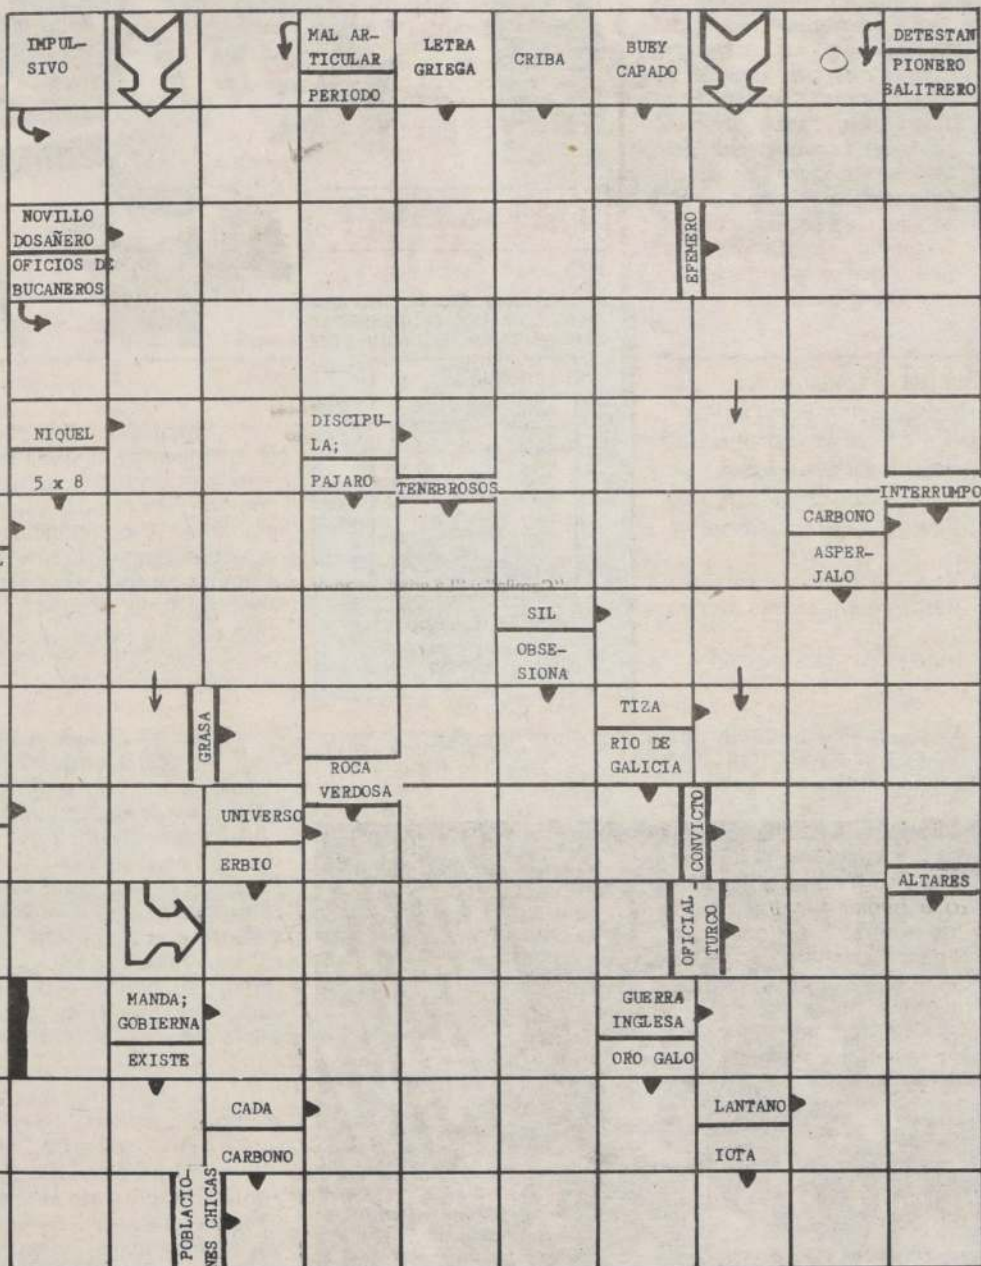 IMPUL-
SIVO
MAL AR-
TICULAR
PERIODO
LETRA
GRIEGA
CRIBA
BUEY
CAPADO
DETESTAN
PIONERO
SALITRERO
NOVILLO
DOSAÑERO
OFICIOS DE
BUCANEROS
EFEMERO
NIQUEL
5 x 8
DISCIPU-
LA;
PAJARO
TENEBROSOS
INTERRUMPO
CARBONO
ASPER-
JALO
SIL
OBSE-
SIONA
GRASA
TIZA
RIO DE
GALICIA
ROCA
VERDOSA
UNIVERSO
ERBIO
CONVICTO
ALTARES
OFICIAL
TURCO
MANDA;
GOBIERNA
EXISTE
GUERRA
INGLESA
ORO GALO
CADA
CARBONO
LANTANO
IOTA
POBLACIO-
NES CHICAS